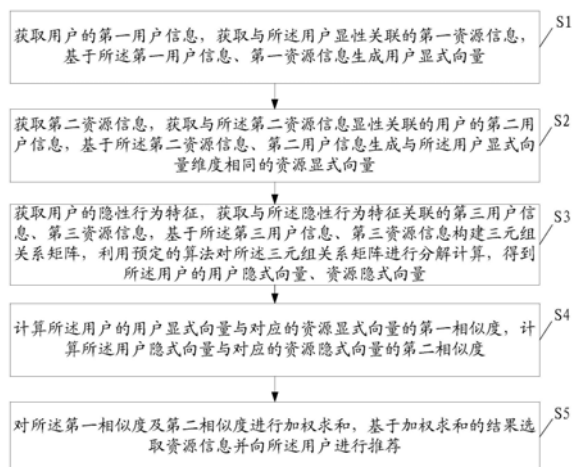 获取用户的第一用户信息，获取与所述用户显性关联的第一资源信息，
基于所述第一用户信息、第一资源信息生成用户显式向量
S1
获取第二资源信息，获取与所述第二资源信息显性关联的用户的第二用
户信息，基于所述第二资源信息、第二用户信息生成与所述用户显式向
量维度相同的资源显式向量
S2
获取用户的隐性行为特征，获取与所述隐性行为特征关联的第三用户信
息、第三资源信息，基于所述第三用户信息、第三资源信息构建三元组
关系矩阵，利用预定的算法对所述三元组关系矩阵进行分解计算，得到
所述用户的用户隐式向量、资源隐式向量
S3
计算所述用户的用户显式向量与对应的资源显式向量的第一相似度，计
算所述用户隐式向量与对应的资源隐式向量的第二相似度
S4
对所述第一相似度及第二相似度进行加权求和，基于加权求和的结果选
取资源信息并向所述用户进行推荐
S5